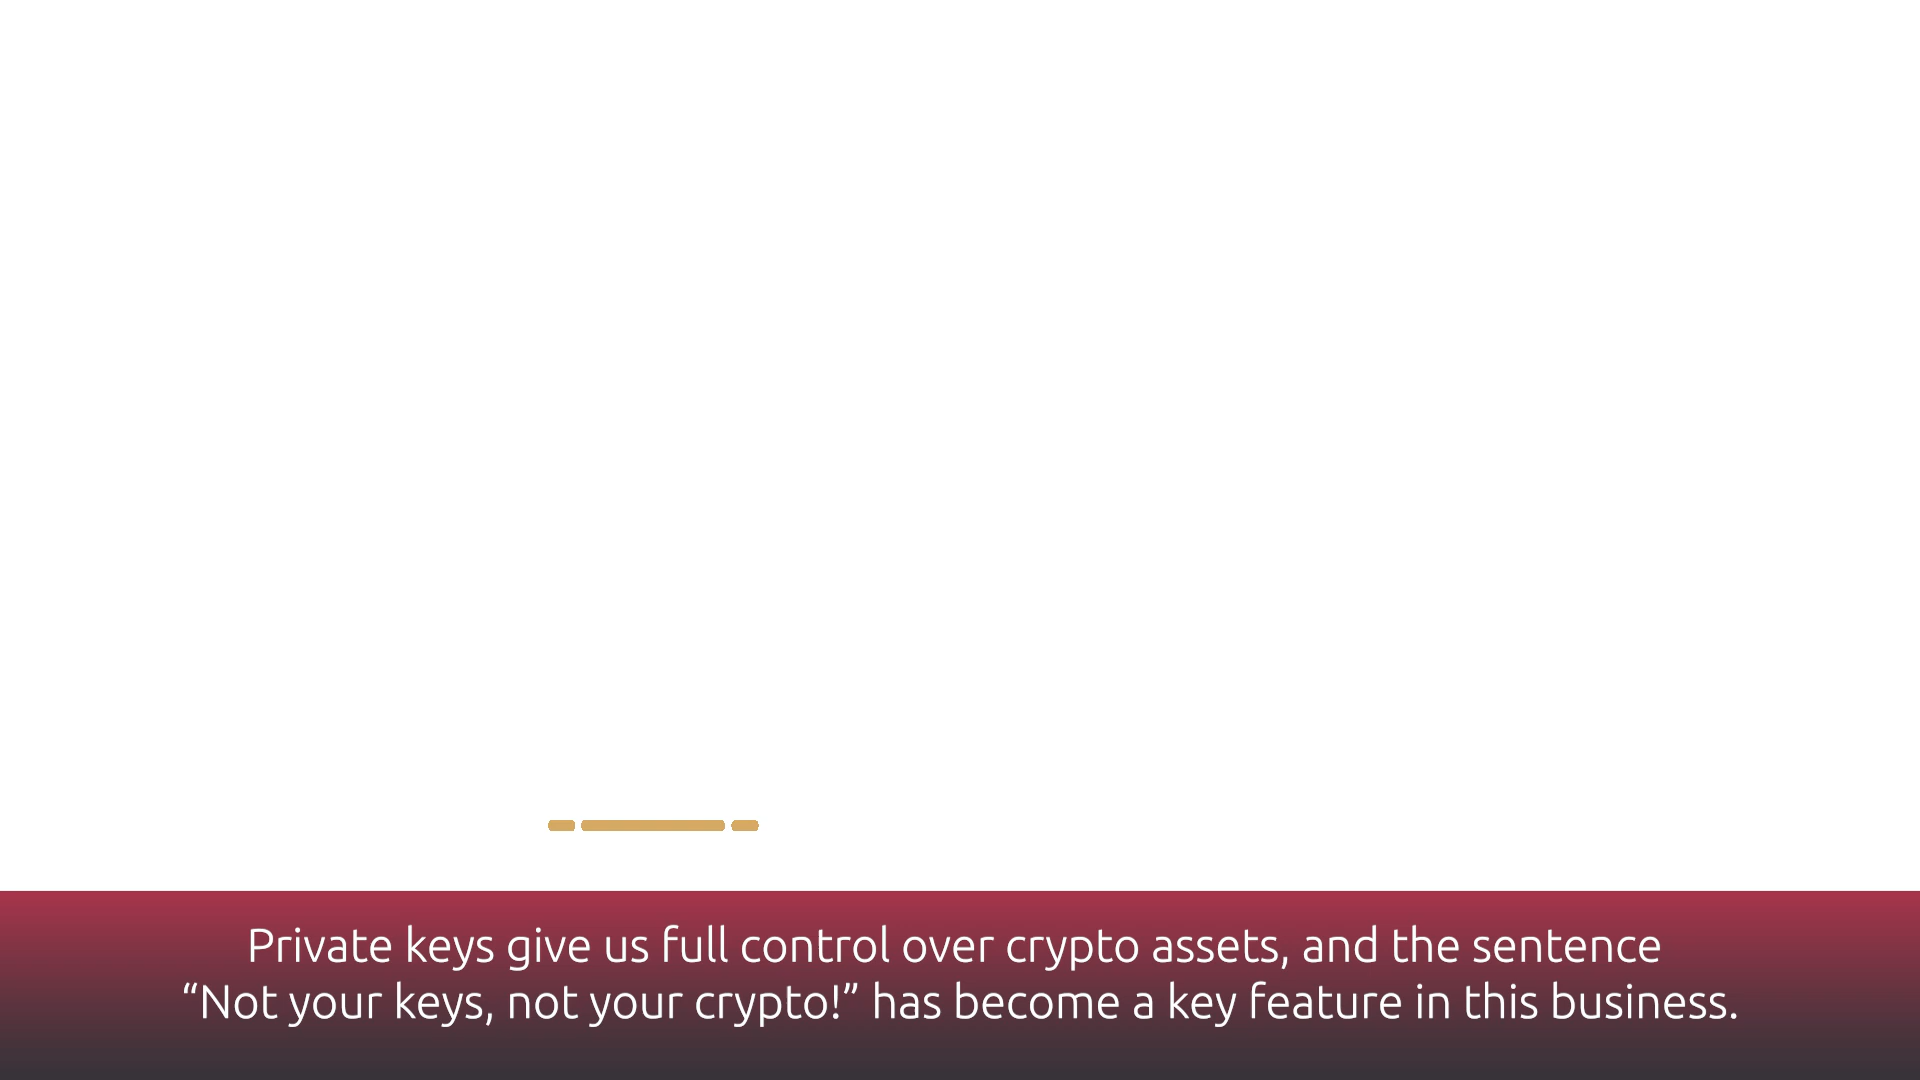 Private keys give us full control over crypto assets, and the sentence
“Not your keys, not your crypto!” has become a key feature in this business.